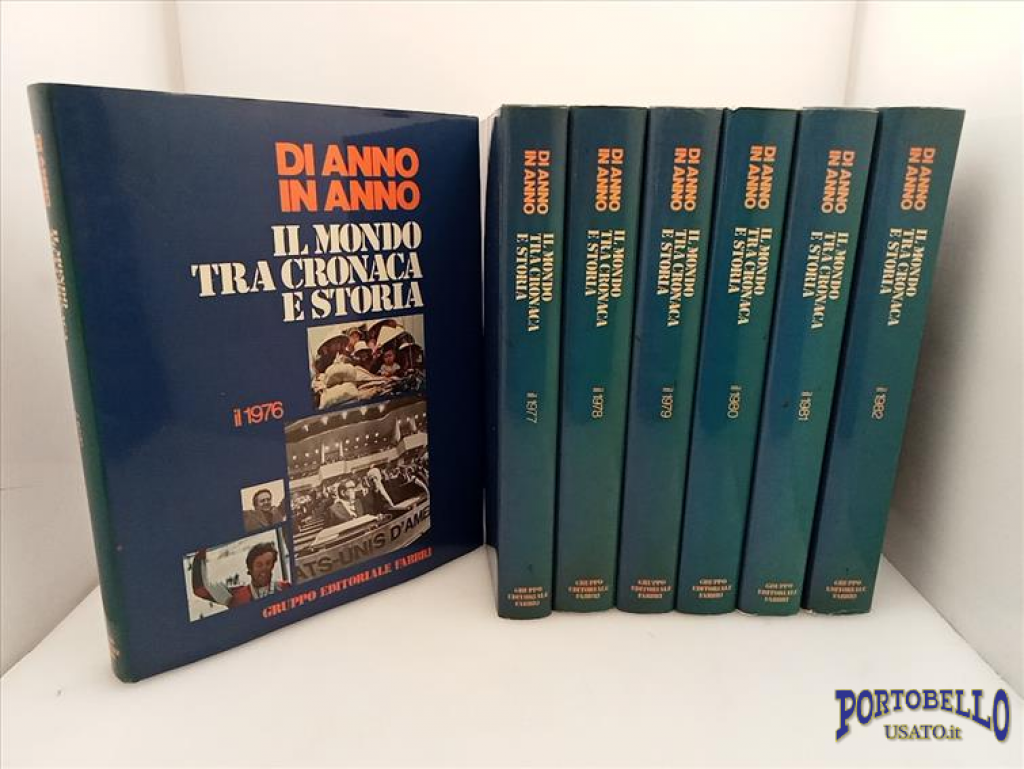 DI ANNO
IN ANNO
IL MONDO
TRA CRONACA
E STORIA
il 1976
ATS-UNIS D'AME
GRUPPO EDITORIALE FABBRI
DI ANNO
IN ANNO
IL MONDO
TRA CRONACA
E STORIA
il 1977
GRUPPO
EDITORIALE
FABBRI
DI ANNO
IN ANNO
IL MONDO
TRA CRONACA
E STORIA
il 1978
GRUPPO
EDITORIALE
FABBRI
DI ANNO
IN ANNO
IL MONDO
TRA CRONACA
E STORIA
il 1979
GRUPPO
EDITORIALE
FABBRI
DI ANNO
IN ANNO
IL MONDO
TRA CRONACA
E STORIA
il 1980
GRUPPO
EDITORIALE
FABBRI
DI ANNO
IN ANNO
IL MONDO
TRA CRONACA
E STORIA
il 1981
GRUPPO
EDITORIALE
FABBRI
DI ANNO
IN ANNO
IL MONDO
TRA CRONACA
E STORIA
il 1982
GRUPPO
EDITORIALE
FABBRI
PORTOBELLO
USATO.it